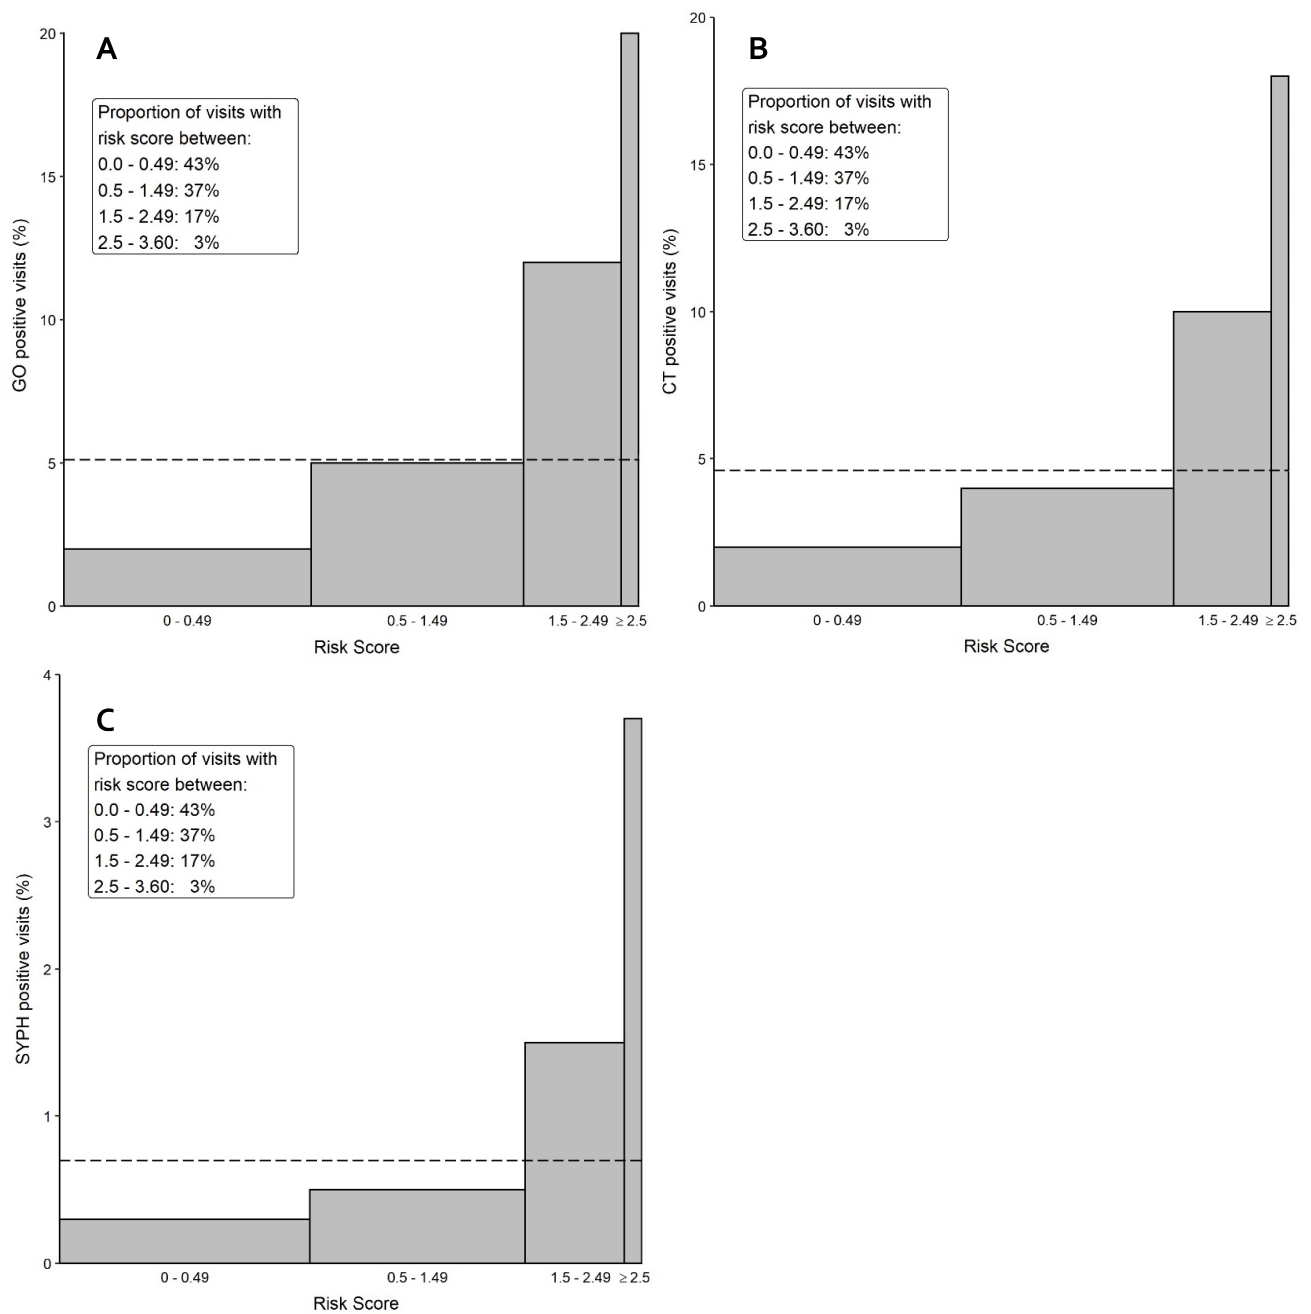 A
20
15
10
5
0
GO positive visits (%)
Proportion of visits with
risk score between:
0.0 - 0.49: 43%
0.5 - 1.49: 37%
1.5 - 2.49: 17%
2.5 - 3.60: 3%
0 - 0.49
0.5 - 1.49
1.5 - 2.49
≥ 2.5
Risk Score
B
20
15
10
5
0
CT positive visits (%)
Proportion of visits with
risk score between:
0.0 - 0.49: 43%
0.5 - 1.49: 37%
1.5 - 2.49: 17%
2.5 - 3.60: 3%
0 - 0.49
0.5 - 1.49
1.5 - 2.49
≥ 2.5
Risk Score
C
4
3
2
1
0
SYPH positive visits (%)
Proportion of visits with
risk score between:
0.0 - 0.49: 43%
0.5 - 1.49: 37%
1.5 - 2.49: 17%
2.5 - 3.60: 3%
0 - 0.49
0.5 - 1.49
1.5 - 2.49
≥ 2.5
Risk Score